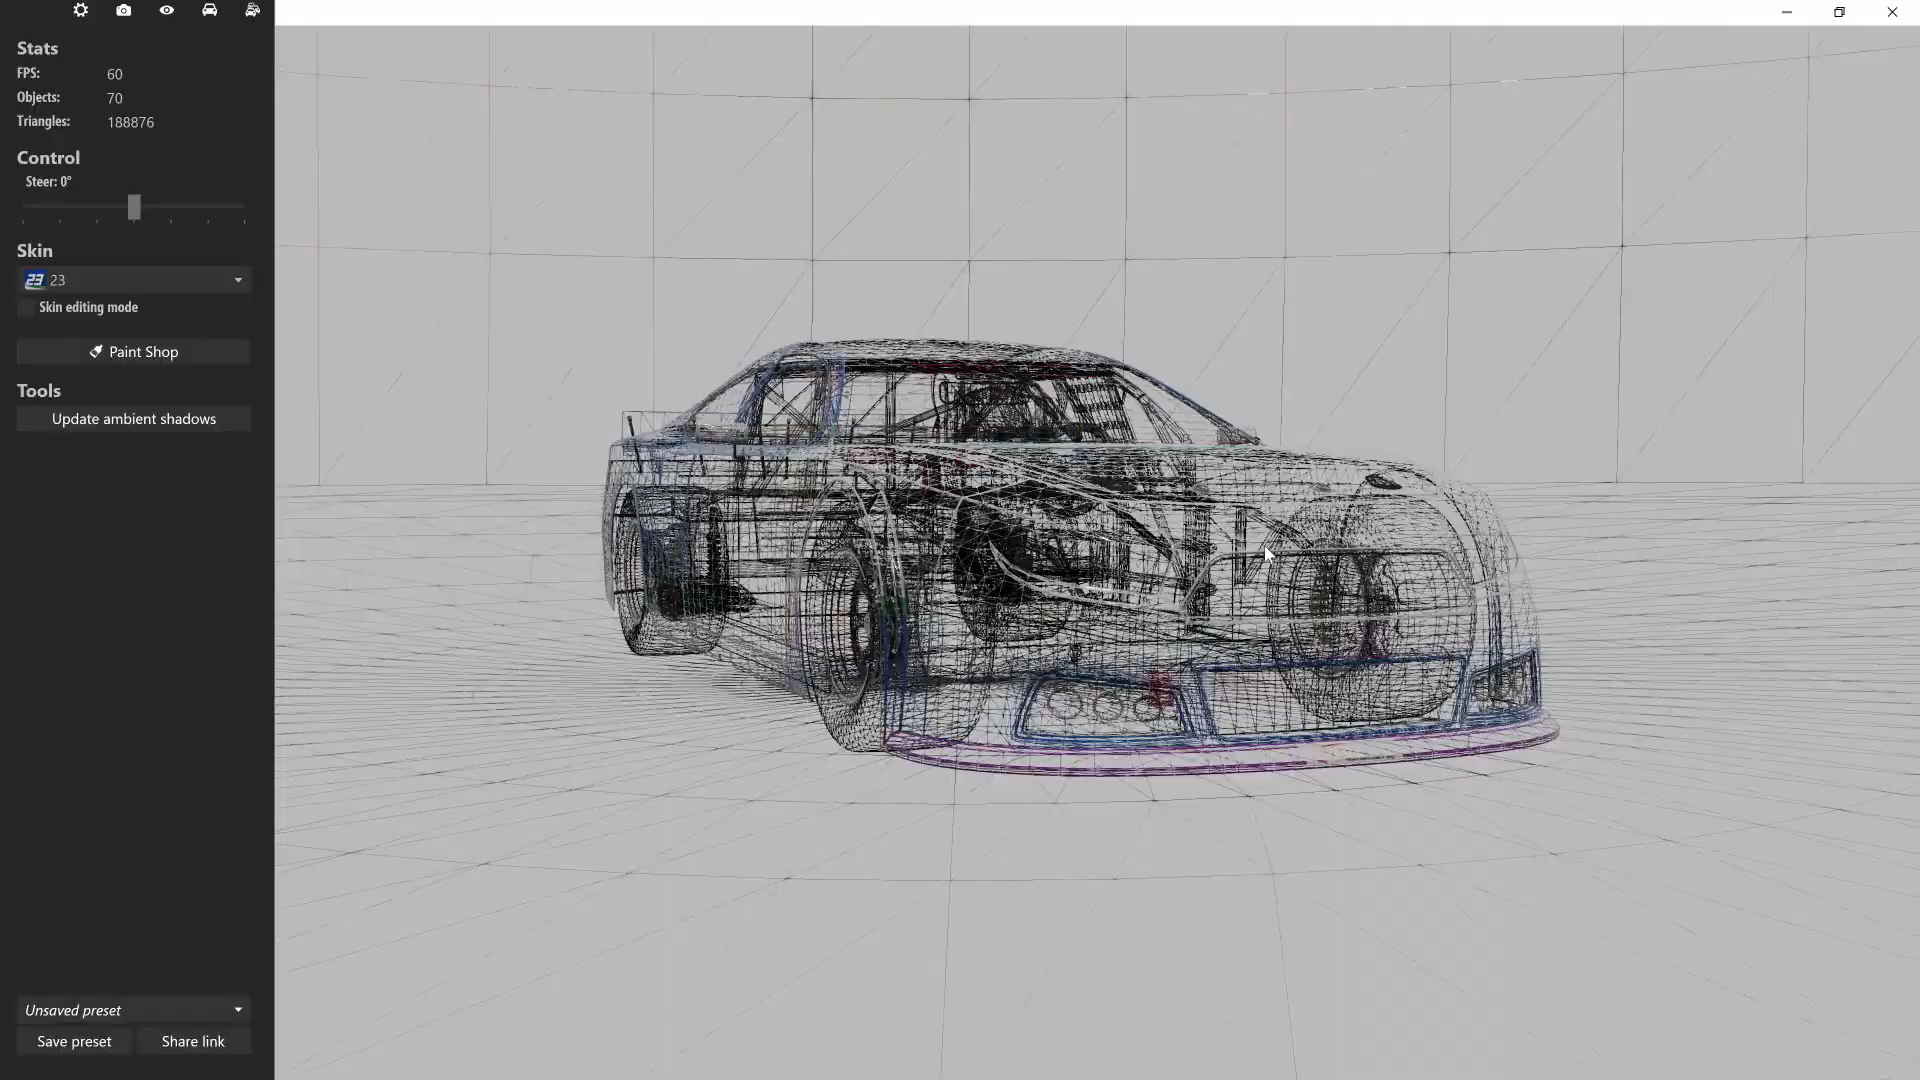 Stats
FPS: 60
Objects: 70
Triangles: 188876
Control
Steer: 0°
Skin
23 23
Skin editing mode
Paint Shop
Tools
Update ambient shadows
Unsaved preset
Save preset Share link